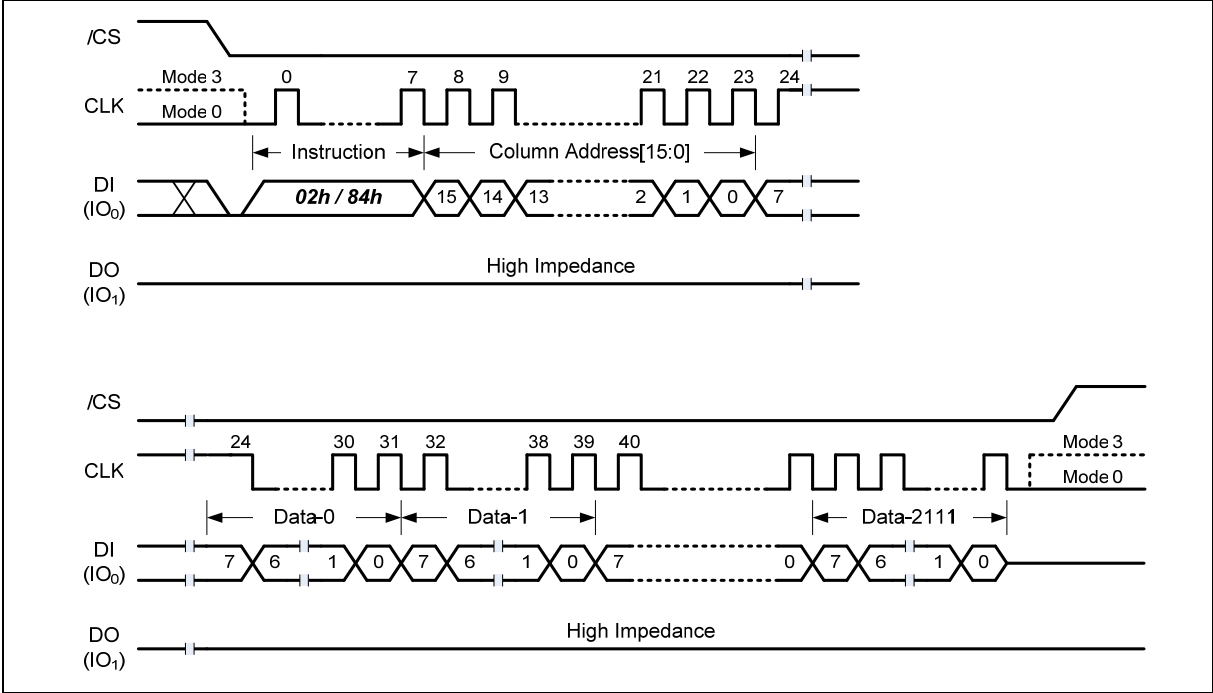 /CS
Mode 3 0 7 8 9 21 22 23 24
CLK
Mode 0
Instruction Column Address[15:0]
DI
(IO₀)
02h / 84h 15 14 13 2 1 0 7
High Impedance
DO
(IO₁)
/CS
24 30 31 32 38 39 40 Mode 3
CLK
Mode 0
Data-0 Data-1 Data-2111
DI
(IO₀)
7 6 1 0 7 6 1 0 7 0 7 6 1 0
High Impedance
DO
(IO₁)